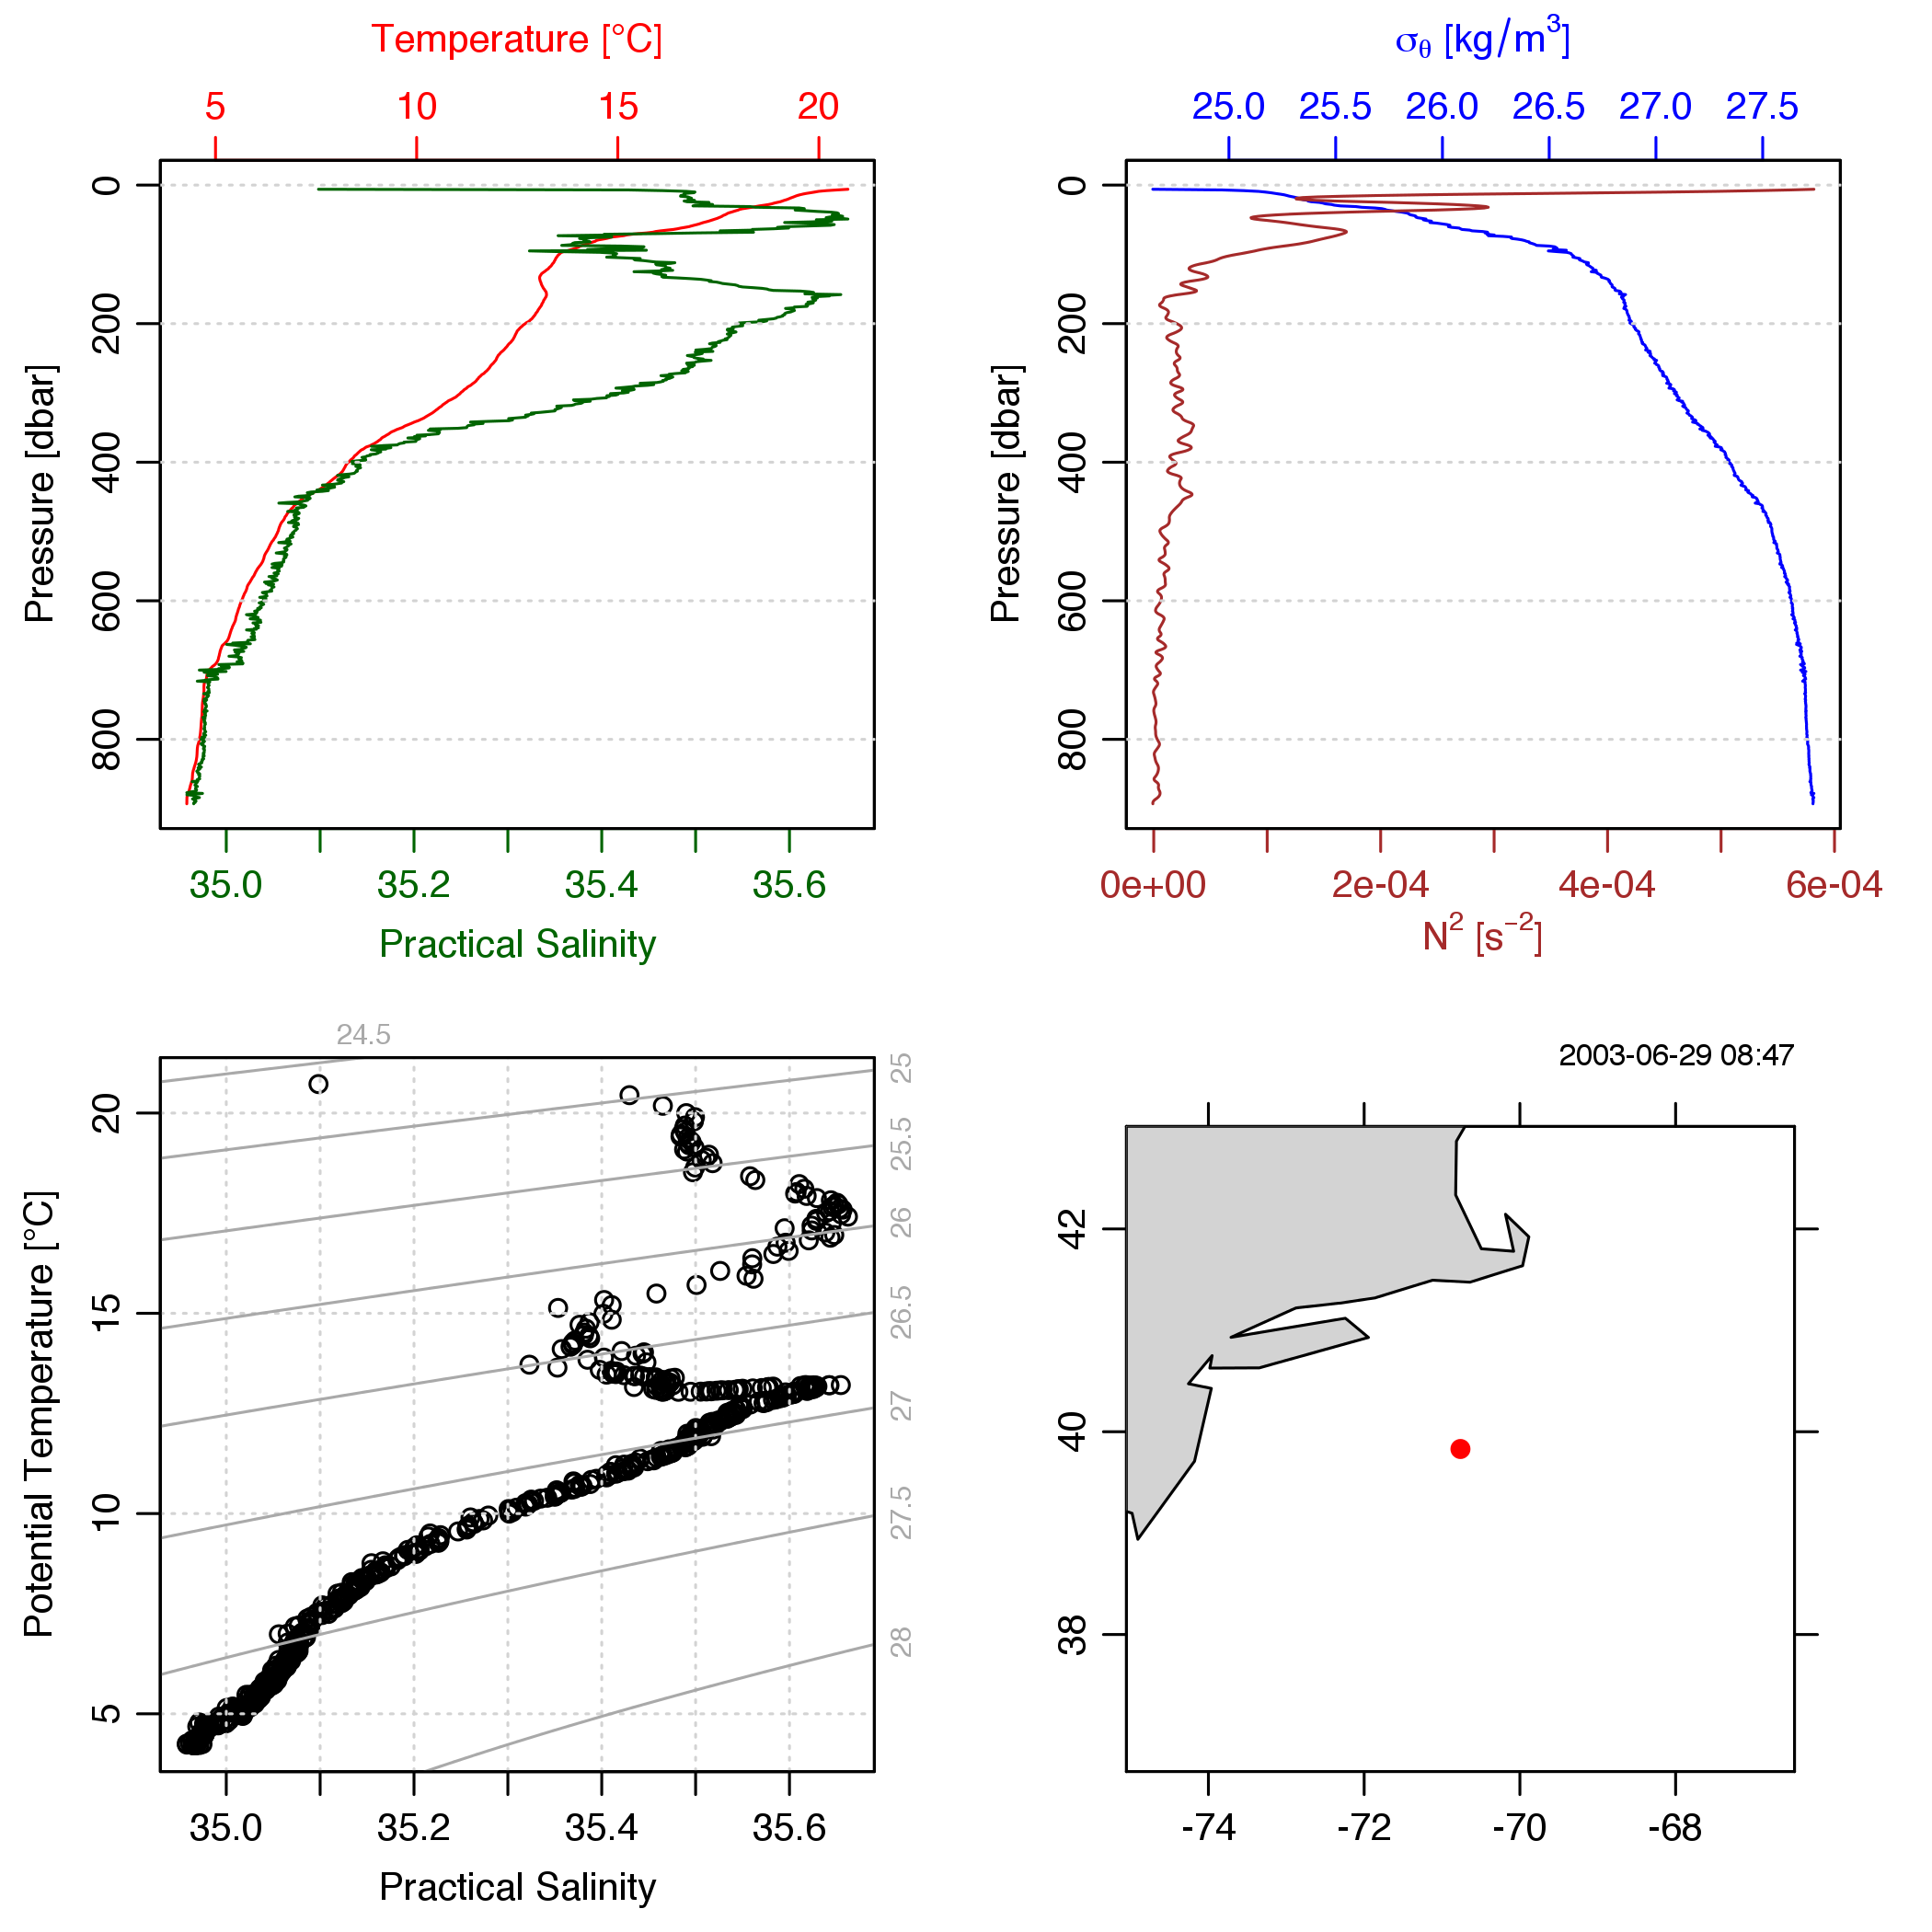 Temperature [°C]
5 10 15 20
0
200
400
600
800
Pressure [dbar]
35.0 35.2 35.4 35.6
Practical Salinity
σθ [kg/m³]
25.0 25.5 26.0 26.5 27.0 27.5
0
200
400
600
800
Pressure [dbar]
0e+00 2e-04 4e-04 6e-04
N² [s⁻²]
24.5
25
25.5
26
26.5
27
27.5
28
20
15
10
5
Potential Temperature [°C]
35.0 35.2 35.4 35.6
Practical Salinity
2003-06-29 08:47
42
40
38
-74 -72 -70 -68